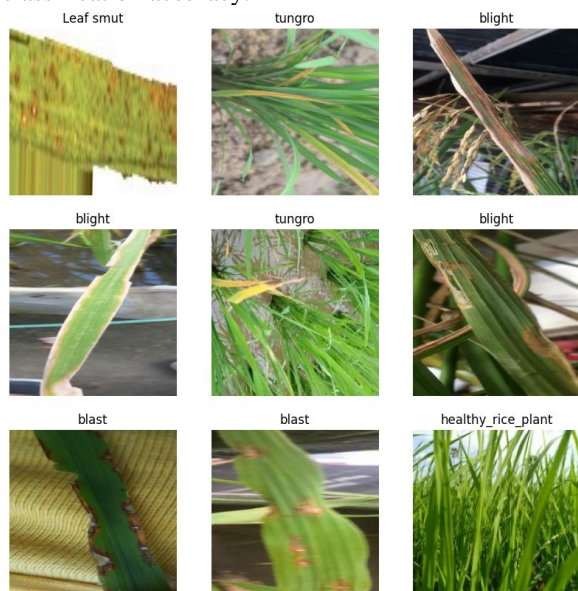 Leaf smut
tungro
blight
blight
tungro
blight
blast
blast
healthy_rice_plant